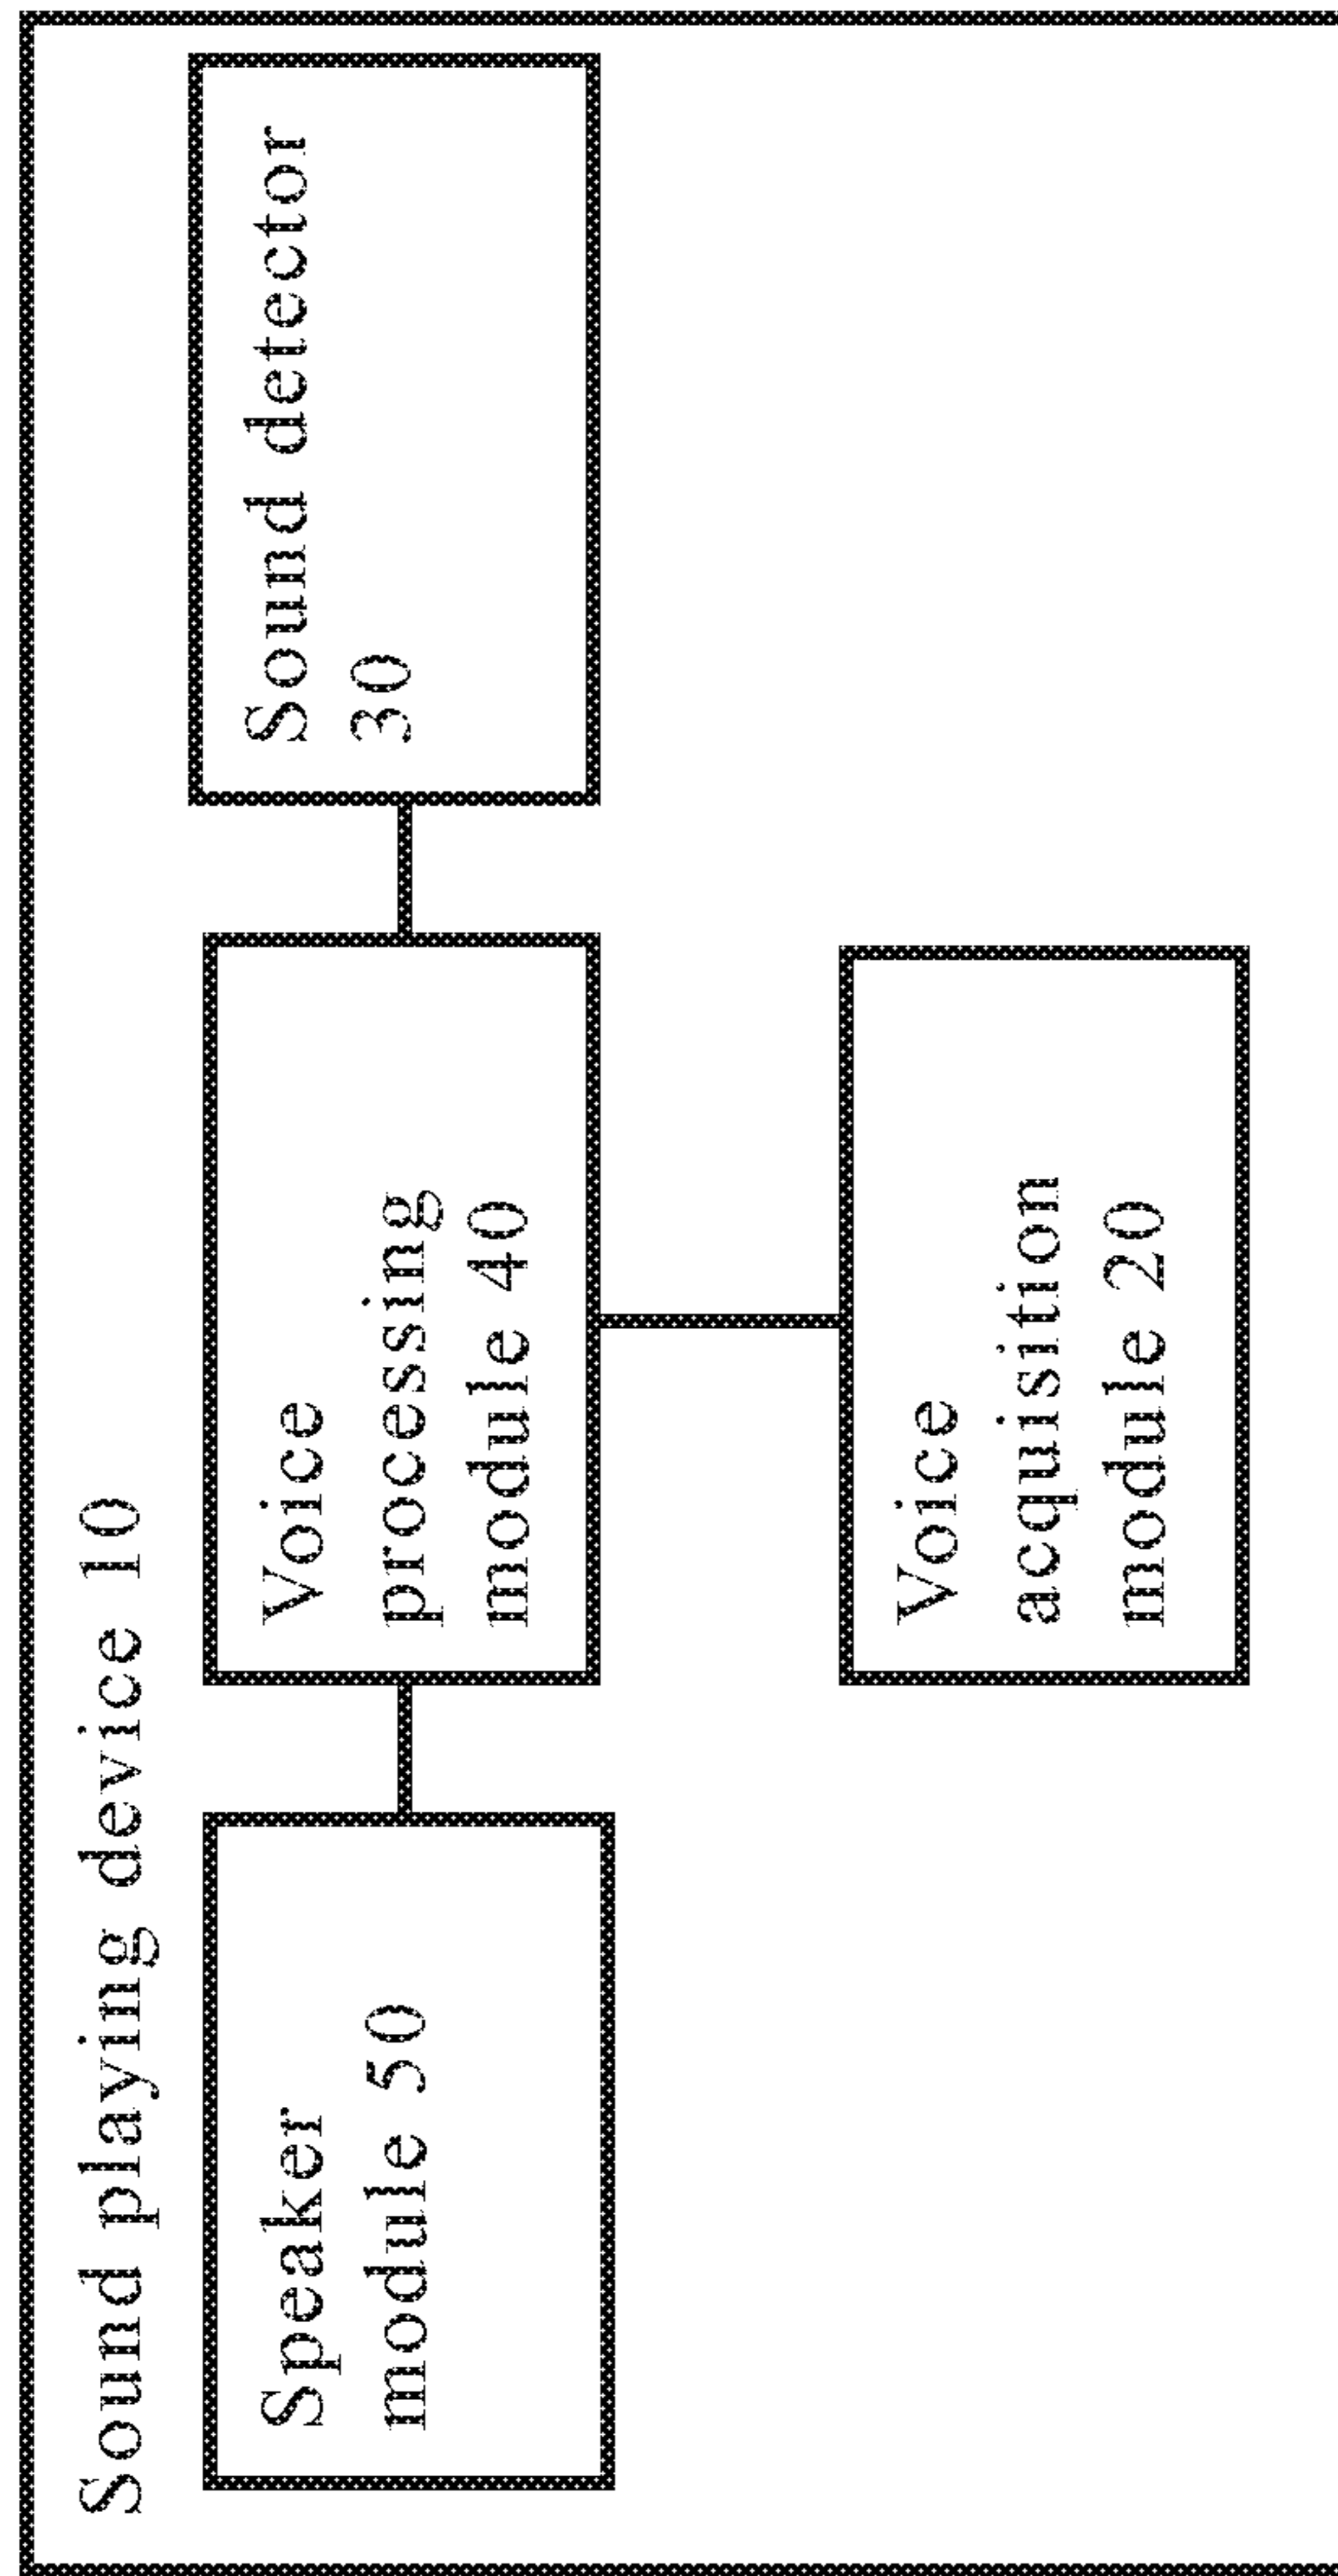 Sound playing device 10
Speaker
module 50
Voice
processing
module 40
Sound detector
30
Voice
acquisition
module 20